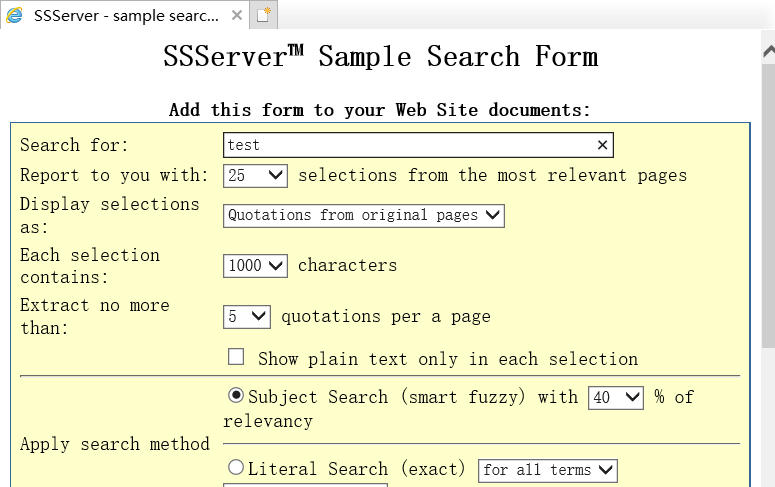 SSServer - sample searc...
SSServer™ Sample Search Form
Add this form to your Web Site documents:
Search for: test
Report to you with: 25 selections from the most relevant pages
Display selections as: Quotations from original pages
Each selection contains: 1000 characters
Extract no more than: 5 quotations per a page
Show plain text only in each selection
Subject Search (smart fuzzy) with 40 % of
relevancy
Apply search method
Literal Search (exact) for all terms